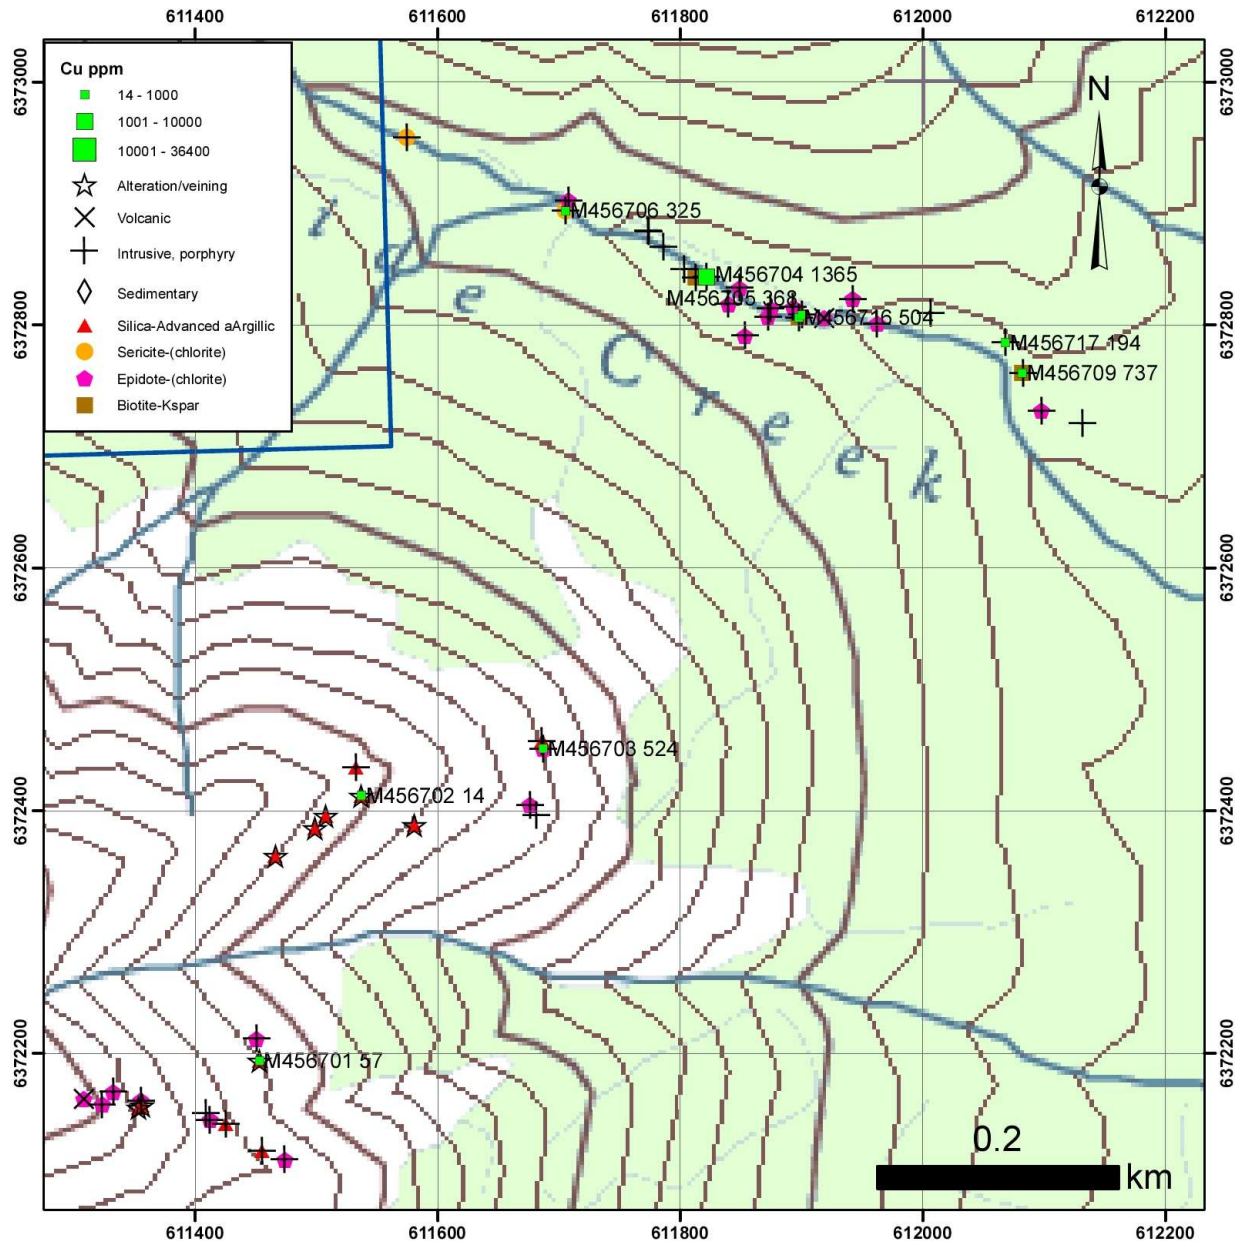 611400 611600 611800 612000 612200
6373000 6373000
Cu ppm
14 - 1000
1001 - 10000
10001 - 36400
Alteration/veining
Volcanic
Intrusive, porphyry
Sedimentary
Silica-Advanced aArgillic
Sericite-(chlorite)
Epidote-(chlorite)
Biotite-Kspar
N
M456706 325
M456704 1365
M456705 368
M456716 504
6372800 6372800
M456717 194
M456709 737
r e e
Creek
6372600 6372600
M456703 524
M456702 14
6372400 6372400
M456701 57
6372200 6372200
0.2
km
611400 611600 611800 612000 612200